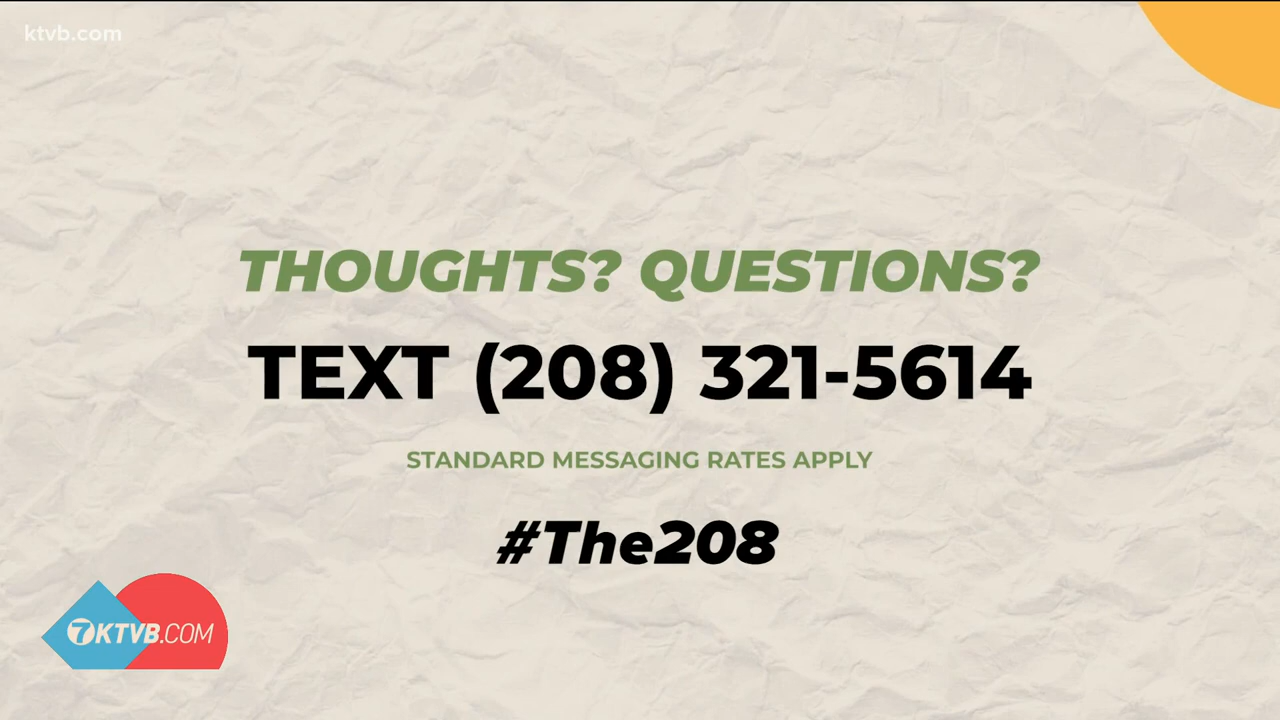 ktvb.com
THOUGHTS? QUESTIONS?
TEXT (208) 321-5614
STANDARD MESSAGING RATES APPLY
#The208
7KTVB.COM